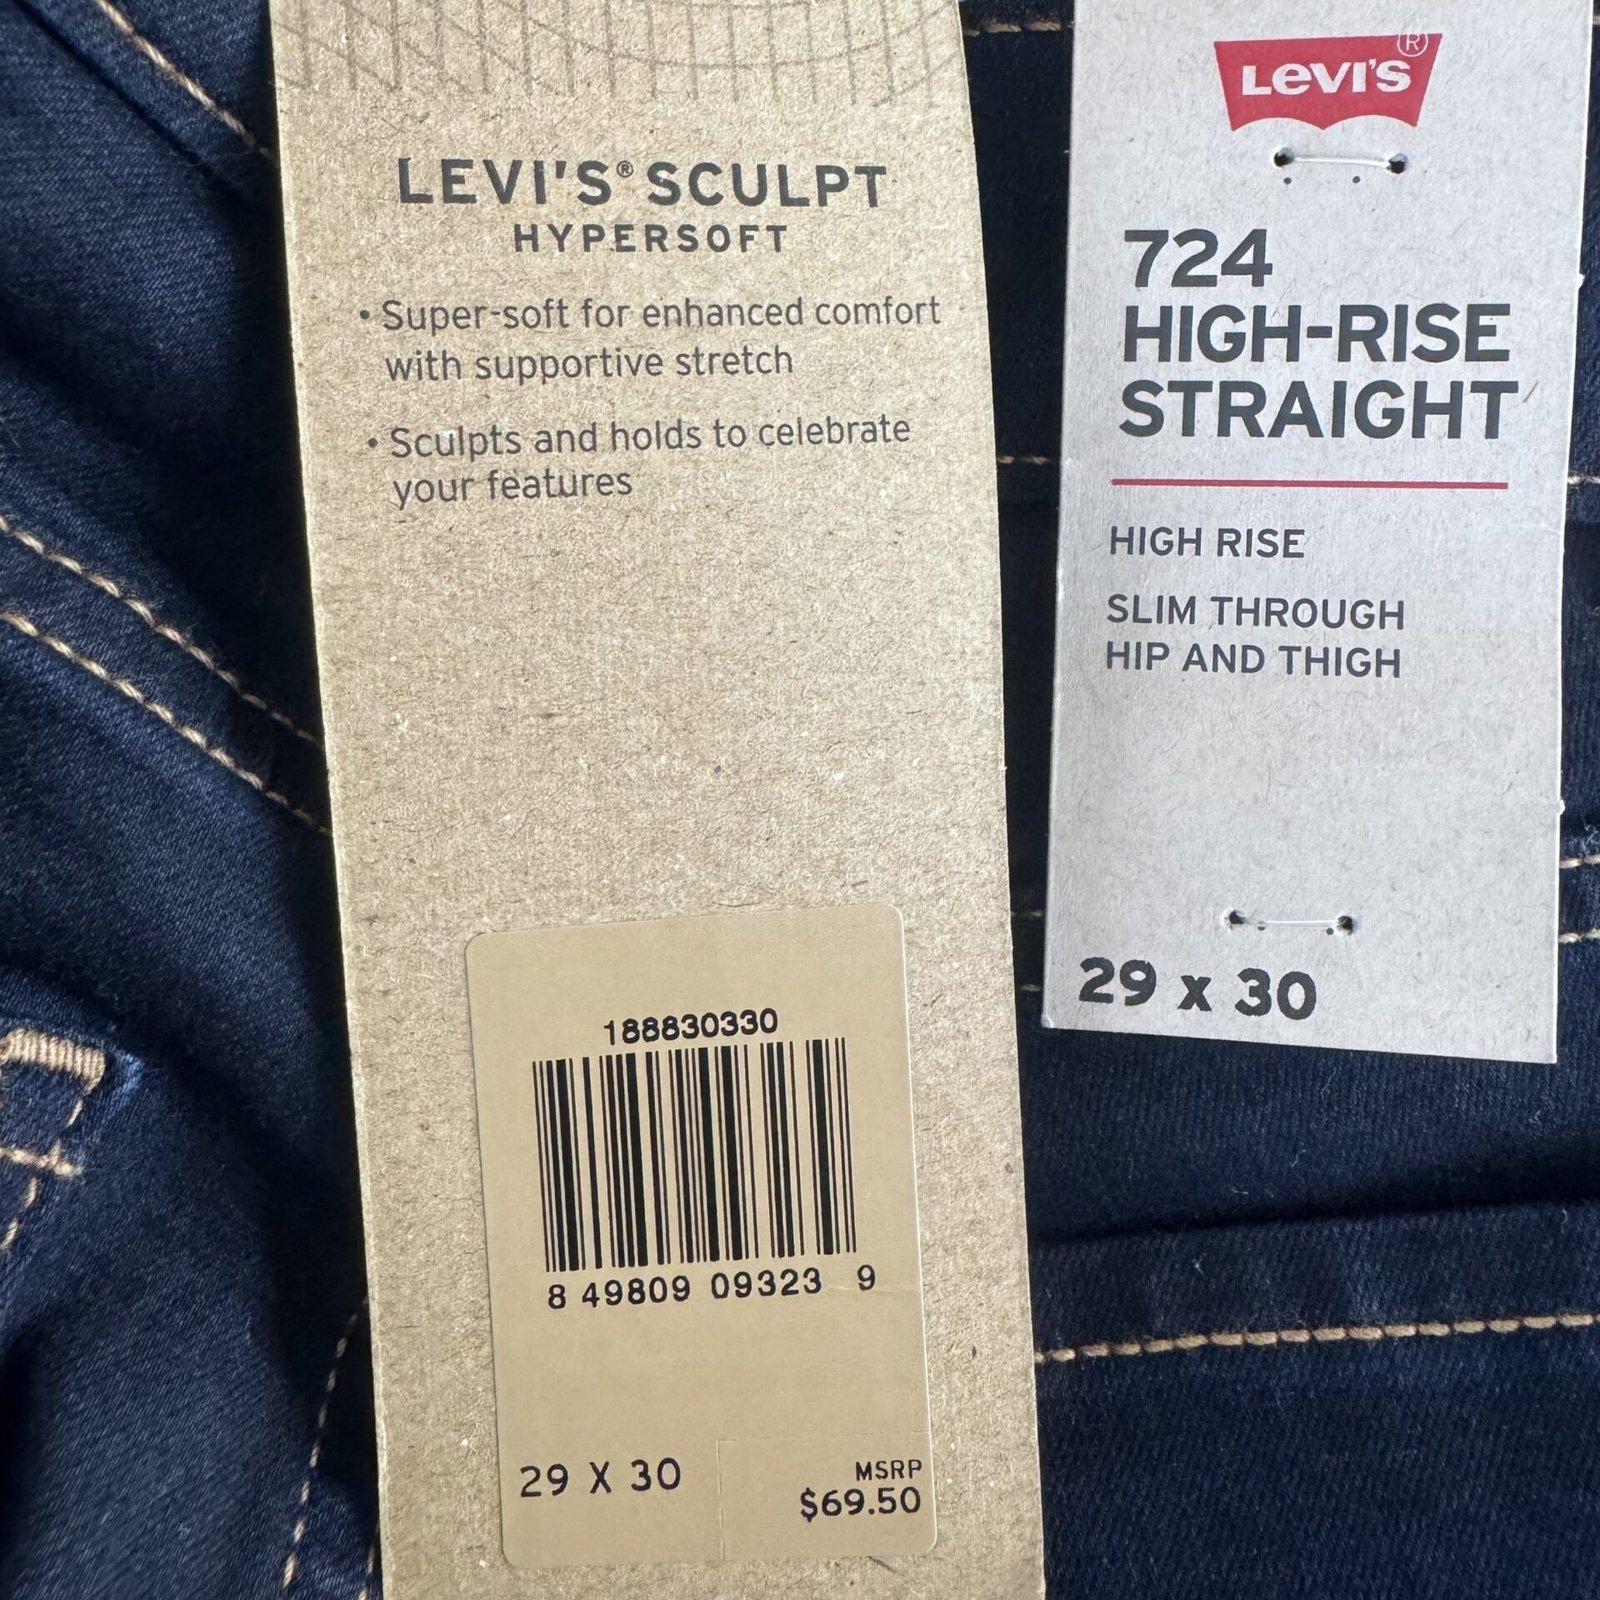 LEVI'S® SCULPT
HYPERSOFT
• Super-soft for enhanced comfort
with supportive stretch
• Sculpts and holds to celebrate
your features
188830330
8 49809 09323 9
29 X 30
MSRP
$69.50
LEVI'S®
724
HIGH-RISE
STRAIGHT
HIGH RISE
SLIM THROUGH
HIP AND THIGH
29 x 30